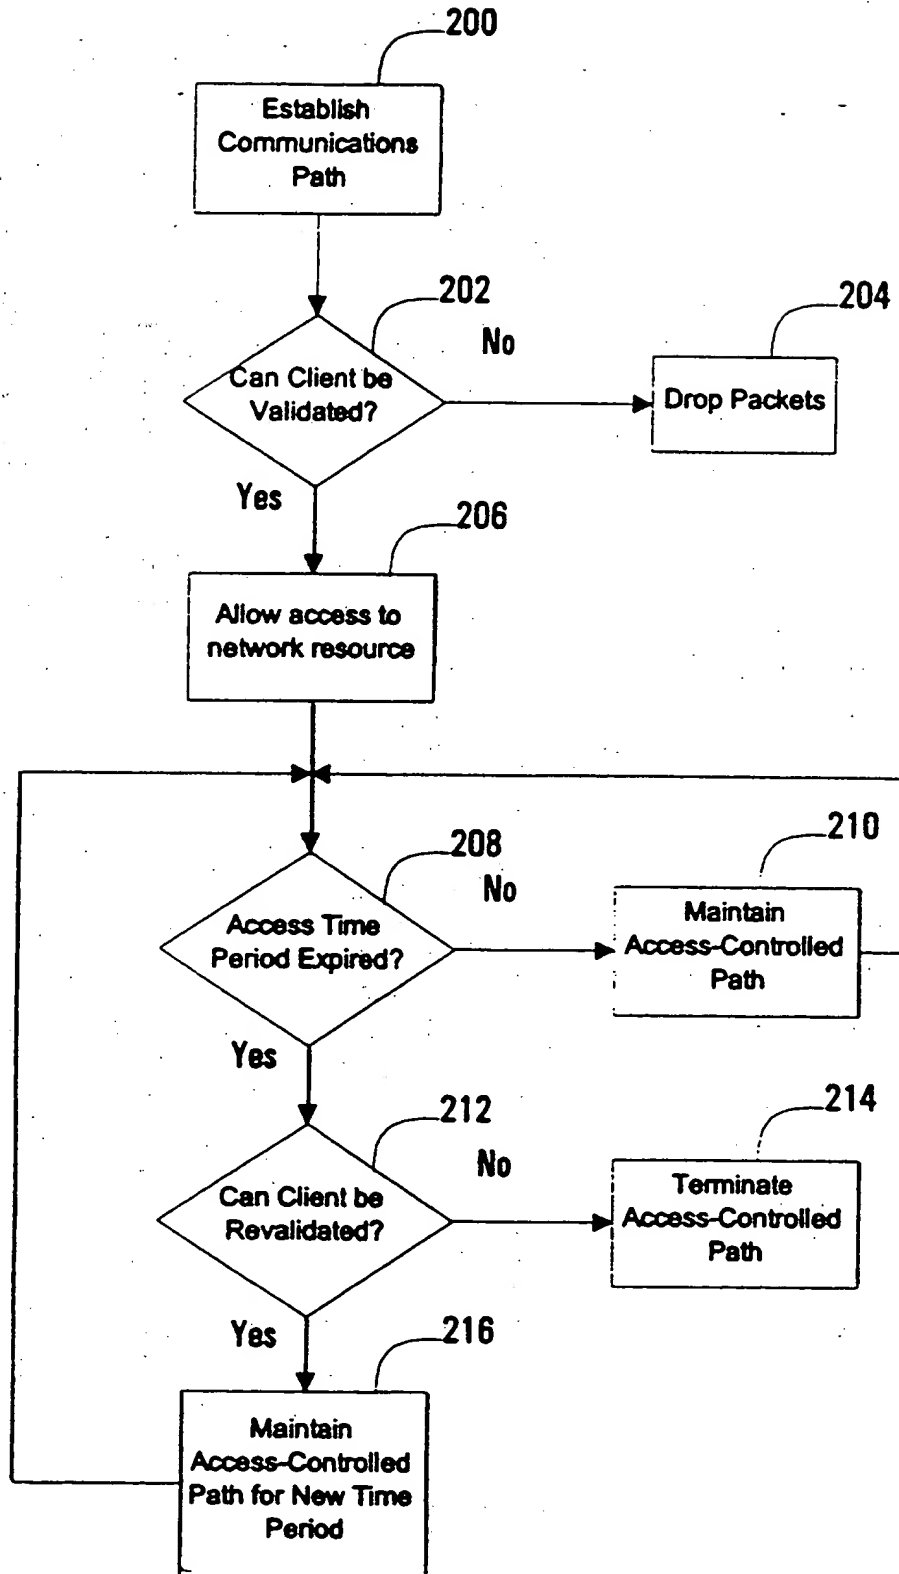 200
Establish
Communications
Path
202
No
204
Can Client be
Validated?
Drop Packets
Yes
206
Allow access to
network resource
208
No
210
Access Time
Period Expired?
Maintain
Access-Controlled
Path
Yes
212
No
214
Can Client be
Revalidated?
Terminate
Access-Controlled
Path
Yes
216
Maintain
Access-Controlled
Path for New Time
Period